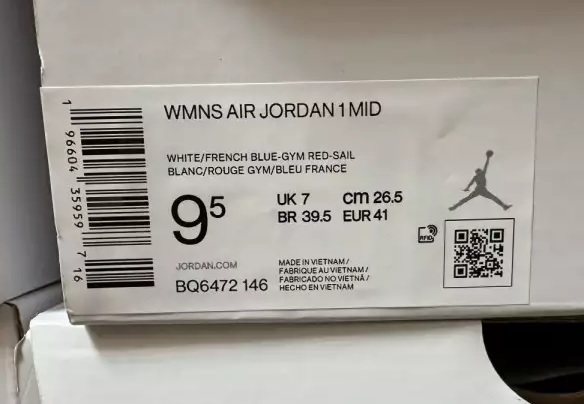 WMNS AIR JORDAN 1 MID
WHITE/FRENCH BLUE-GYM RED-SAIL
BLANC/ROUGE GYM/BLEU FRANCE
95
UK 7 cm 26.5
BR 39.5 EUR 41
RFID
JORDAN.COM
BQ6472 146
MADE IN VIETNAM /
FABRIQUE AU VIETNAM /
FABRICADO NO VIETNÃ /
HECHO EN VIETNAM
1 96604 35959 7 16